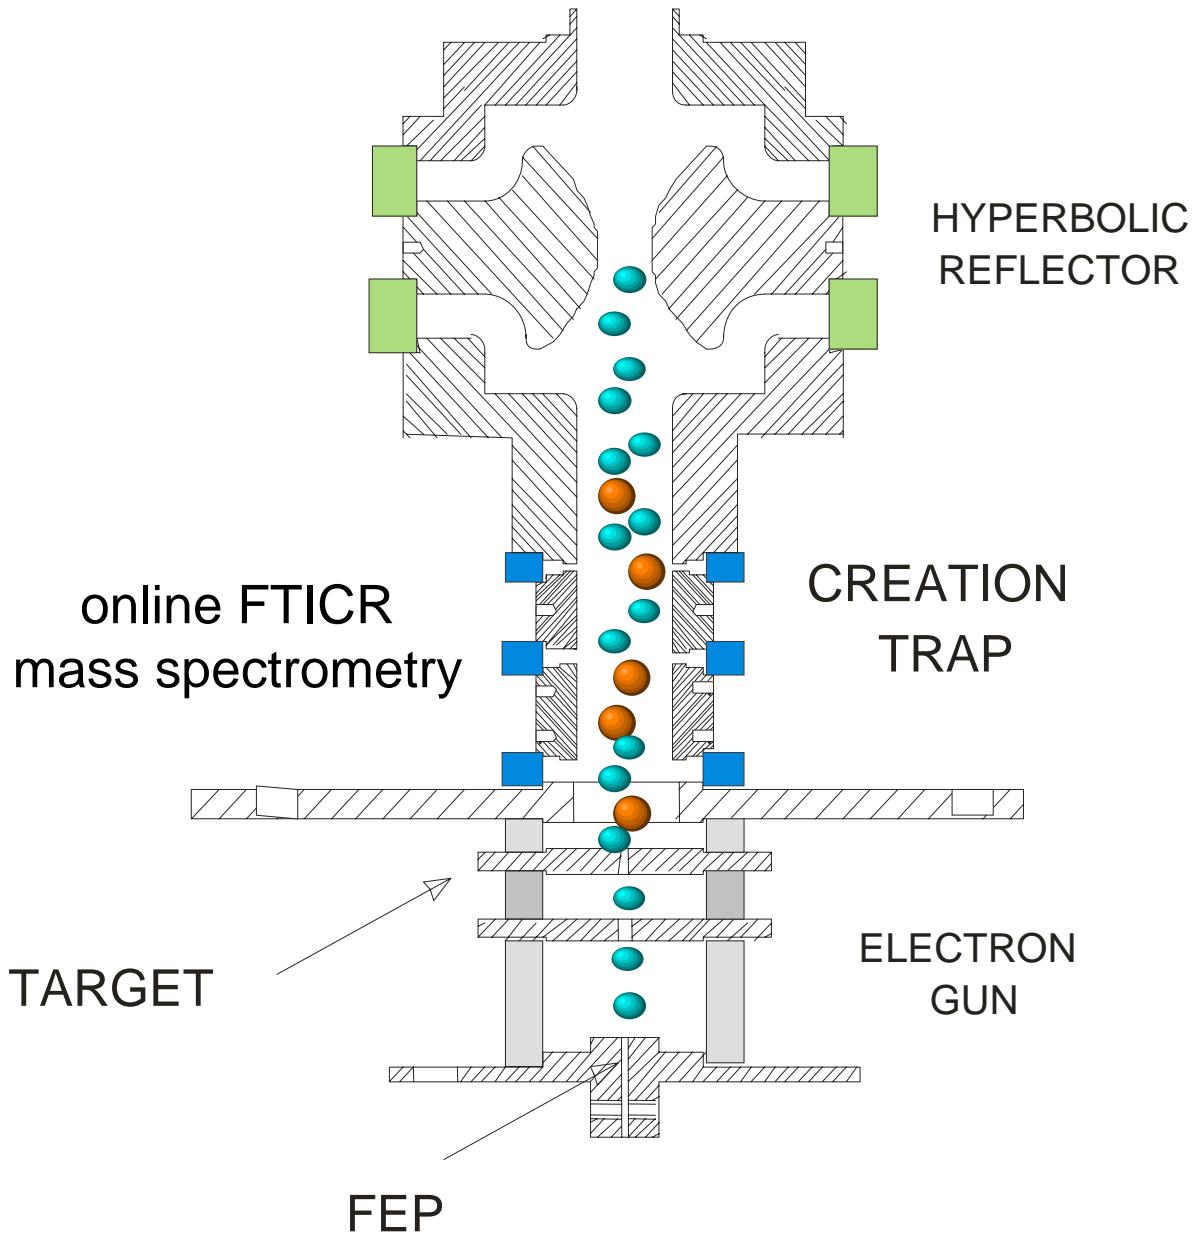 HYPERBOLIC
REFLECTOR
online FTICR
mass spectrometry
CREATION
TRAP
TARGET
ELECTRON
GUN
FEP